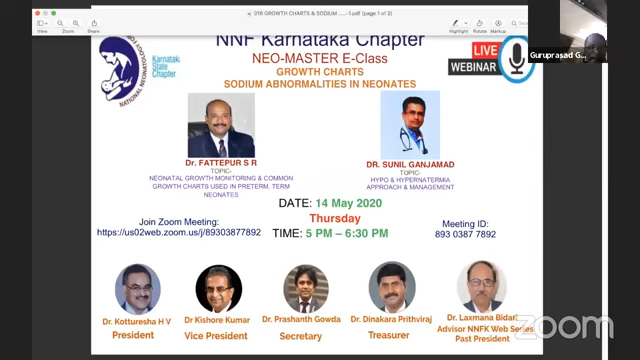 016 GROWTH CHARTS & SODIUM ....-1.pdf (page 1 of 2)
View
Zoom
Share
Highlight
Rotate
Markup
NNF Karnataka Chapter
NEO-MASTER E-Class
GROWTH CHARTS
SODIUM ABNORMALITIES IN NEONATES
Karnataka
State
Chapter
LIVE
WEBINAR
Guruprasad G...
Dr. FATTEPUR S R
TOPIC-
NEONATAL GROWTH MONITORING & COMMON
GROWTH CHARTS USED IN PRETERM, TERM
NEONATES
DR. SUNIL GANJAMAD
TOPIC-
HYPO & HYPERNATERMIA
APPROACH & MANAGEMENT
DATE: 14 May 2020
Thursday
TIME: 5 PM – 6:30 PM
Join Zoom Meeting:
https://us02web.zoom.us/j/89303877892
Meeting ID:
893 0387 7892
Dr. Kotturesha H V
President
Dr. Kishore Kumar
Vice President
Dr. Prashanth Gowda
Secretary
Dr. Dinakara Prithviraj
Treasurer
Dr. Laxmana Bidari
Advisor NNFK Web Series
Past President
zoom